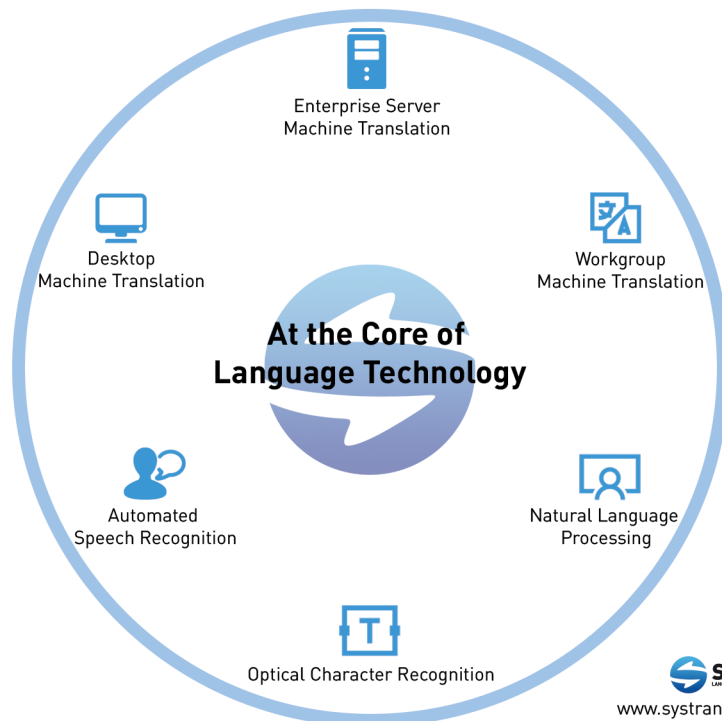 Enterprise Server
Machine Translation
Desktop
Machine Translation
文
A
Workgroup
Machine Translation
At the Core of
Language Technology
Automated
Speech Recognition
Natural Language
Processing
T
Optical Character Recognition
www.systran